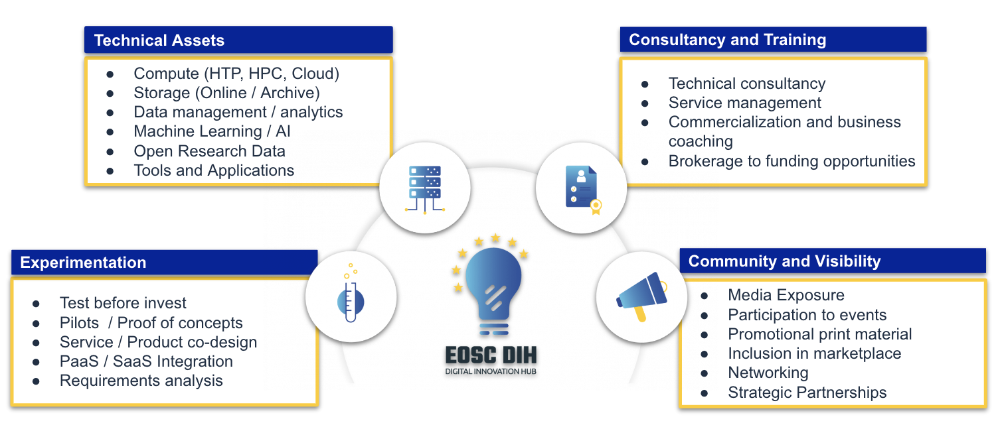 Technical Assets
● Compute (HTP, HPC, Cloud)
● Storage (Online / Archive)
● Data management / analytics
● Machine Learning / AI
● Open Research Data
● Tools and Applications
Consultancy and Training
● Technical consultancy
● Service management
● Commercialization and business
coaching
● Brokerage to funding opportunities
Experimentation
● Test before invest
● Pilots / Proof of concepts
● Service / Product co-design
● PaaS / SaaS Integration
● Requirements analysis
EOSC DIH
DIGITAL INNOVATION HUB
Community and Visibility
● Media Exposure
● Participation to events
● Promotional print material
● Inclusion in marketplace
● Networking
● Strategic Partnerships